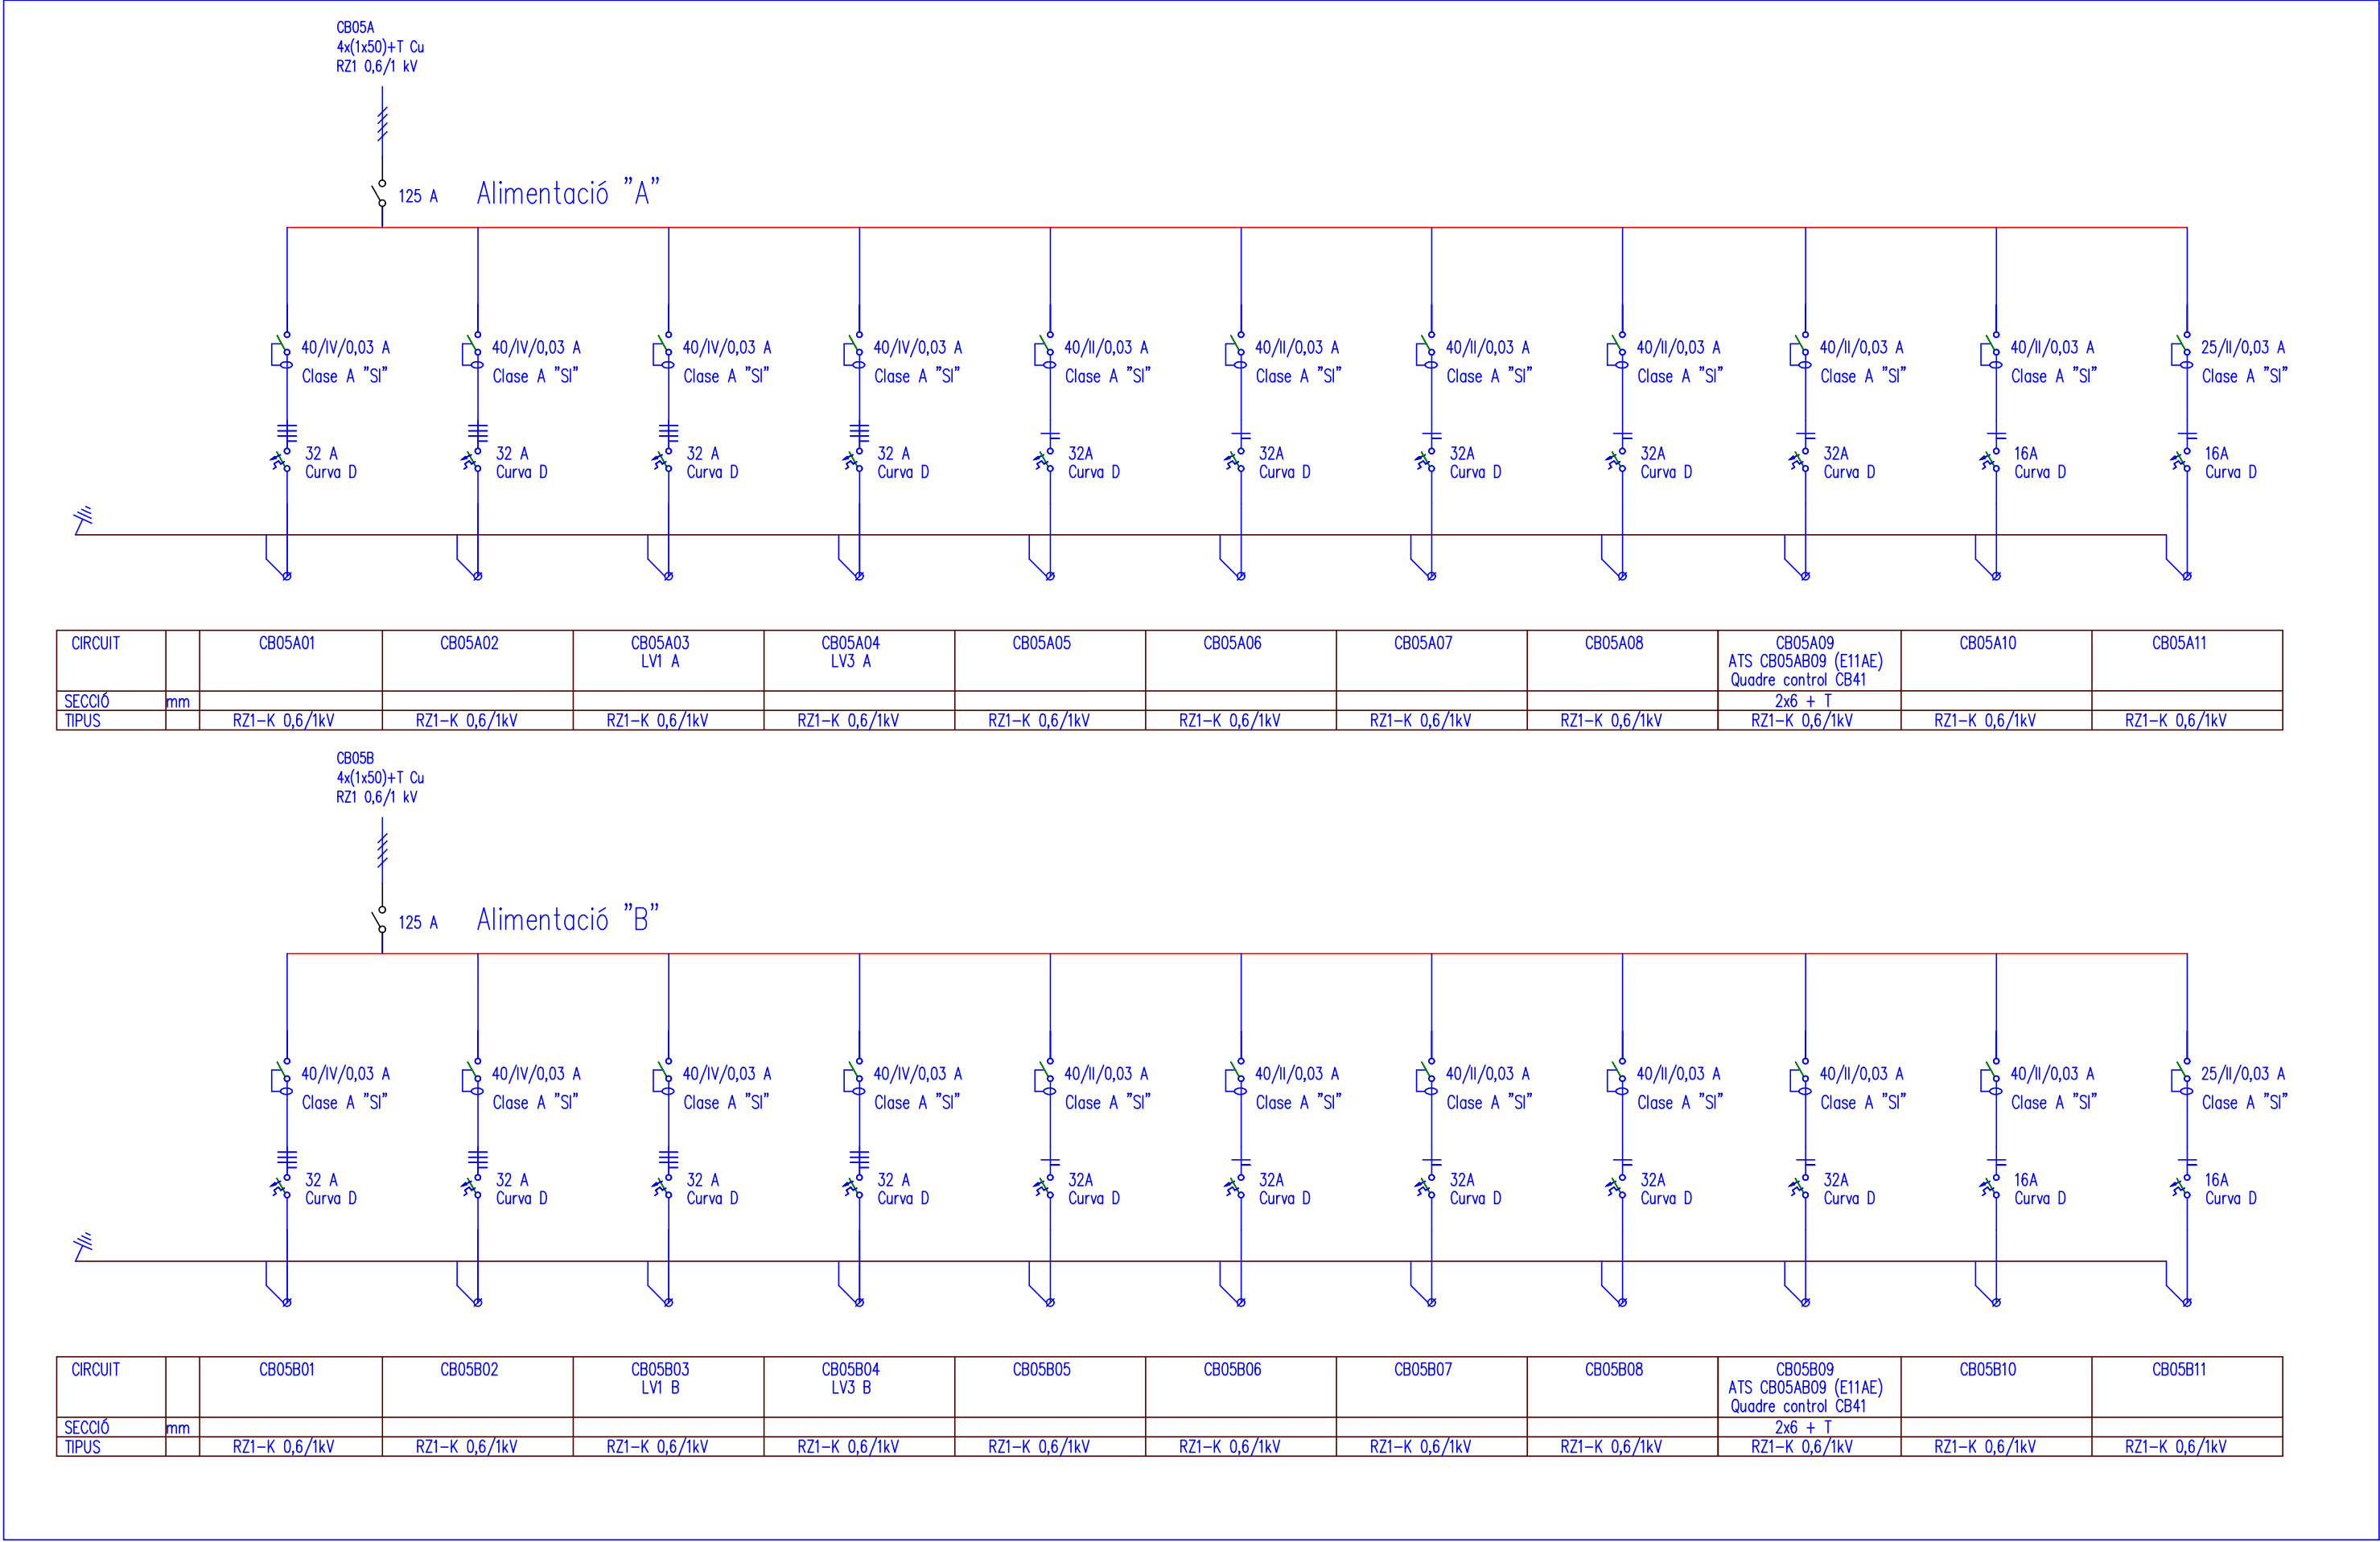 CB05A
4x(1x50)+T Cu
RZ1 0,6/1 kV
125 A Alimentació "A"
40/IV/0,03 A 40/IV/0,03 A 40/IV/0,03 A 40/IV/0,03 A 40/II/0,03 A 40/II/0,03 A 40/II/0,03 A 40/II/0,03 A 40/II/0,03 A 40/II/0,03 A 25/II/0,03 A
Clase A "SI" Clase A "SI" Clase A "SI" Clase A "SI" Clase A "SI" Clase A "SI" Clase A "SI" Clase A "SI" Clase A "SI" Clase A "SI" Clase A "SI"
32 A 32 A 32 A 32 A 32A 32A 32A 32A 32A 16A 16A
Curva D Curva D Curva D Curva D Curva D Curva D Curva D Curva D Curva D Curva D Curva D
CIRCUIT CB05A01 CB05A02 CB05A03 CB05A04 CB05A05 CB05A06 CB05A07 CB05A08 CB05A09 CB05A10 CB05A11
LV1 A LV3 A ATS CB05AB09 (E11AE)
Quadre control CB41
SECCIÓ mm 2x6 + T
TIPUS RZ1-K 0,6/1kV RZ1-K 0,6/1kV RZ1-K 0,6/1kV RZ1-K 0,6/1kV RZ1-K 0,6/1kV RZ1-K 0,6/1kV RZ1-K 0,6/1kV RZ1-K 0,6/1kV RZ1-K 0,6/1kV RZ1-K 0,6/1kV RZ1-K 0,6/1kV
CB05B
4x(1x50)+T Cu
RZ1 0,6/1 kV
125 A Alimentació "B"
40/IV/0,03 A 40/IV/0,03 A 40/IV/0,03 A 40/IV/0,03 A 40/II/0,03 A 40/II/0,03 A 40/II/0,03 A 40/II/0,03 A 40/II/0,03 A 40/II/0,03 A 25/II/0,03 A
Clase A "SI" Clase A "SI" Clase A "SI" Clase A "SI" Clase A "SI" Clase A "SI" Clase A "SI" Clase A "SI" Clase A "SI" Clase A "SI" Clase A "SI"
32 A 32 A 32 A 32 A 32A 32A 32A 32A 32A 16A 16A
Curva D Curva D Curva D Curva D Curva D Curva D Curva D Curva D Curva D Curva D Curva D
CIRCUIT CB05B01 CB05B02 CB05B03 CB05B04 CB05B05 CB05B06 CB05B07 CB05B08 CB05B09 CB05B10 CB05B11
LV1 B LV3 B ATS CB05AB09 (E11AE)
Quadre control CB41
SECCIÓ mm 2x6 + T
TIPUS RZ1-K 0,6/1kV RZ1-K 0,6/1kV RZ1-K 0,6/1kV RZ1-K 0,6/1kV RZ1-K 0,6/1kV RZ1-K 0,6/1kV RZ1-K 0,6/1kV RZ1-K 0,6/1kV RZ1-K 0,6/1kV RZ1-K 0,6/1kV RZ1-K 0,6/1kV